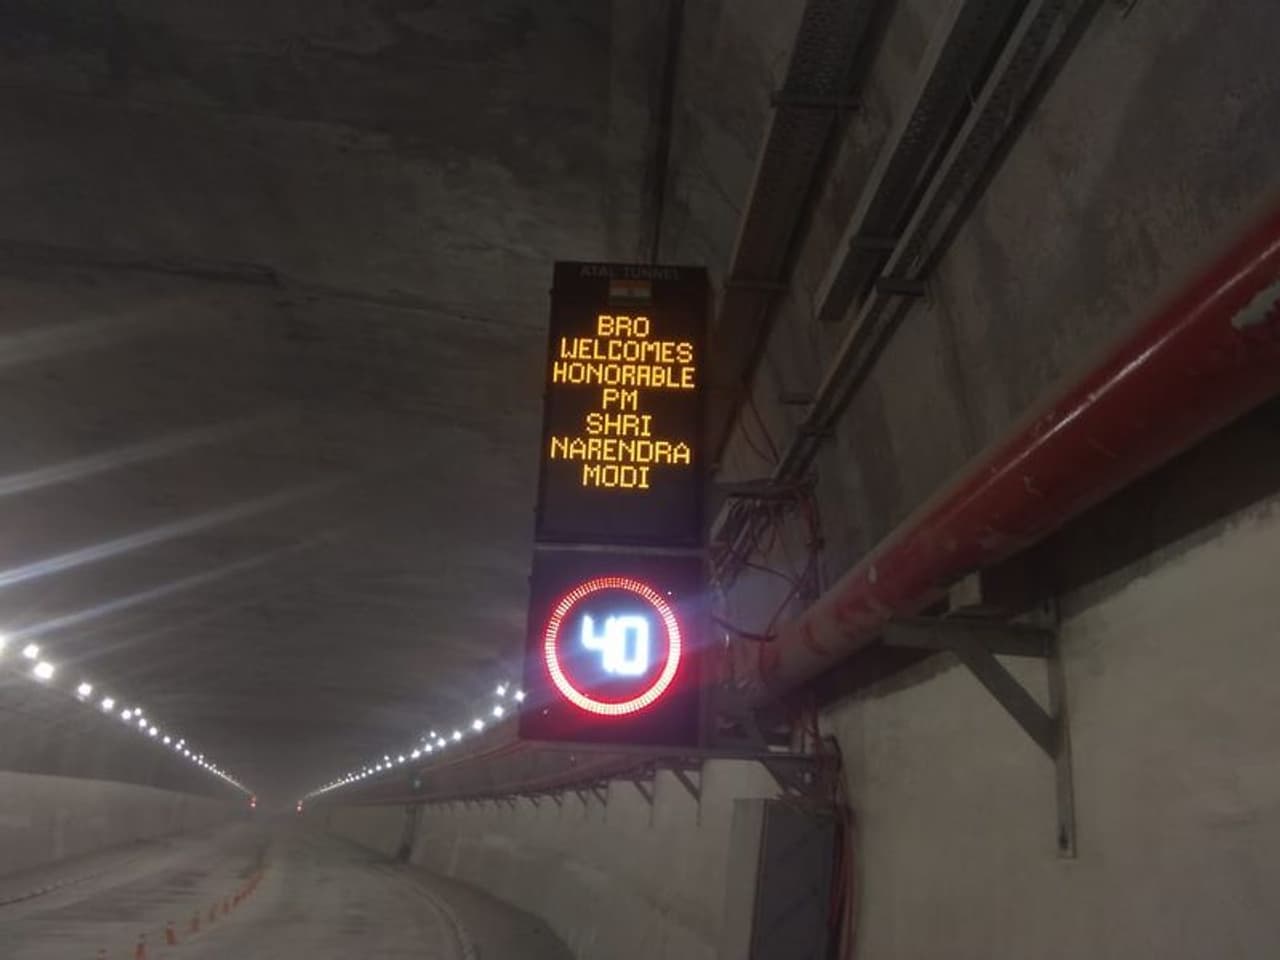 ATAL TUNNEL
BRO
WELCOMES
HONORABLE
PM
SHRI
NARENDRA
MODI
40